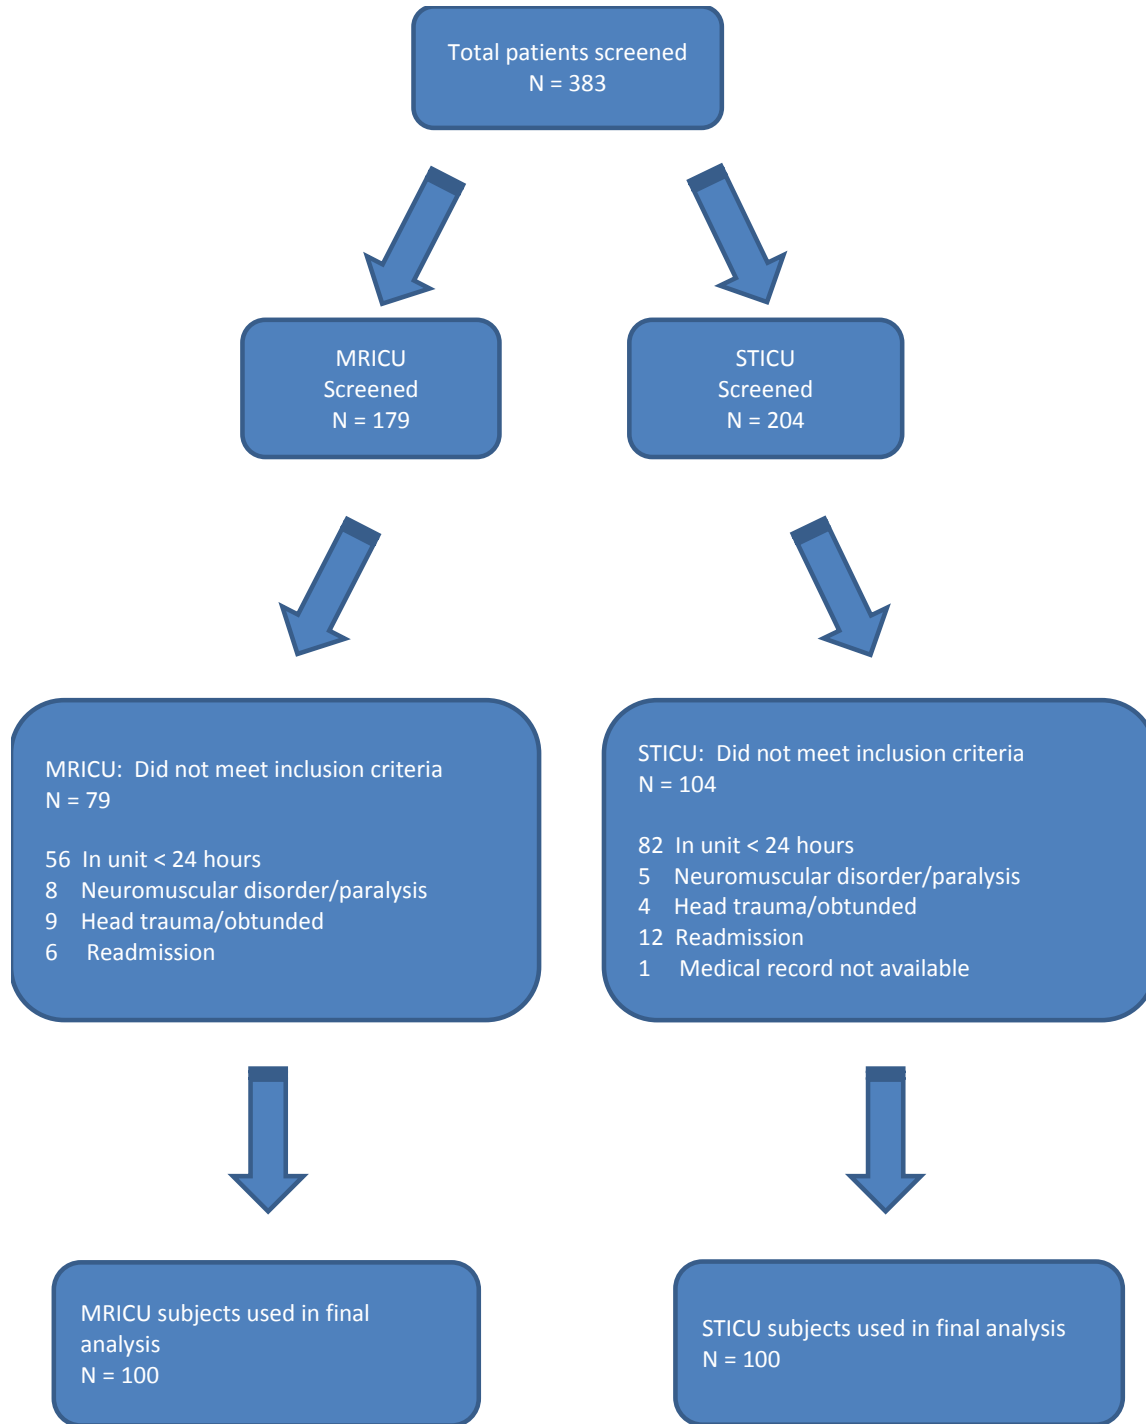 Total patients screened
N = 383
MRICU
Screened
N = 179
STICU
Screened
N = 204
MRICU:  Did not meet inclusion criteria
N = 79
56  In unit < 24 hours
8    Neuromuscular disorder/paralysis
9    Head trauma/obtunded
6     Readmission
STICU:  Did not meet inclusion criteria
N = 104
82  In unit < 24 hours
5    Neuromuscular disorder/paralysis
4    Head trauma/obtunded
12  Readmission
1     Medical record not available
MRICU subjects used in final
analysis
N = 100
STICU subjects used in final analysis
N = 100